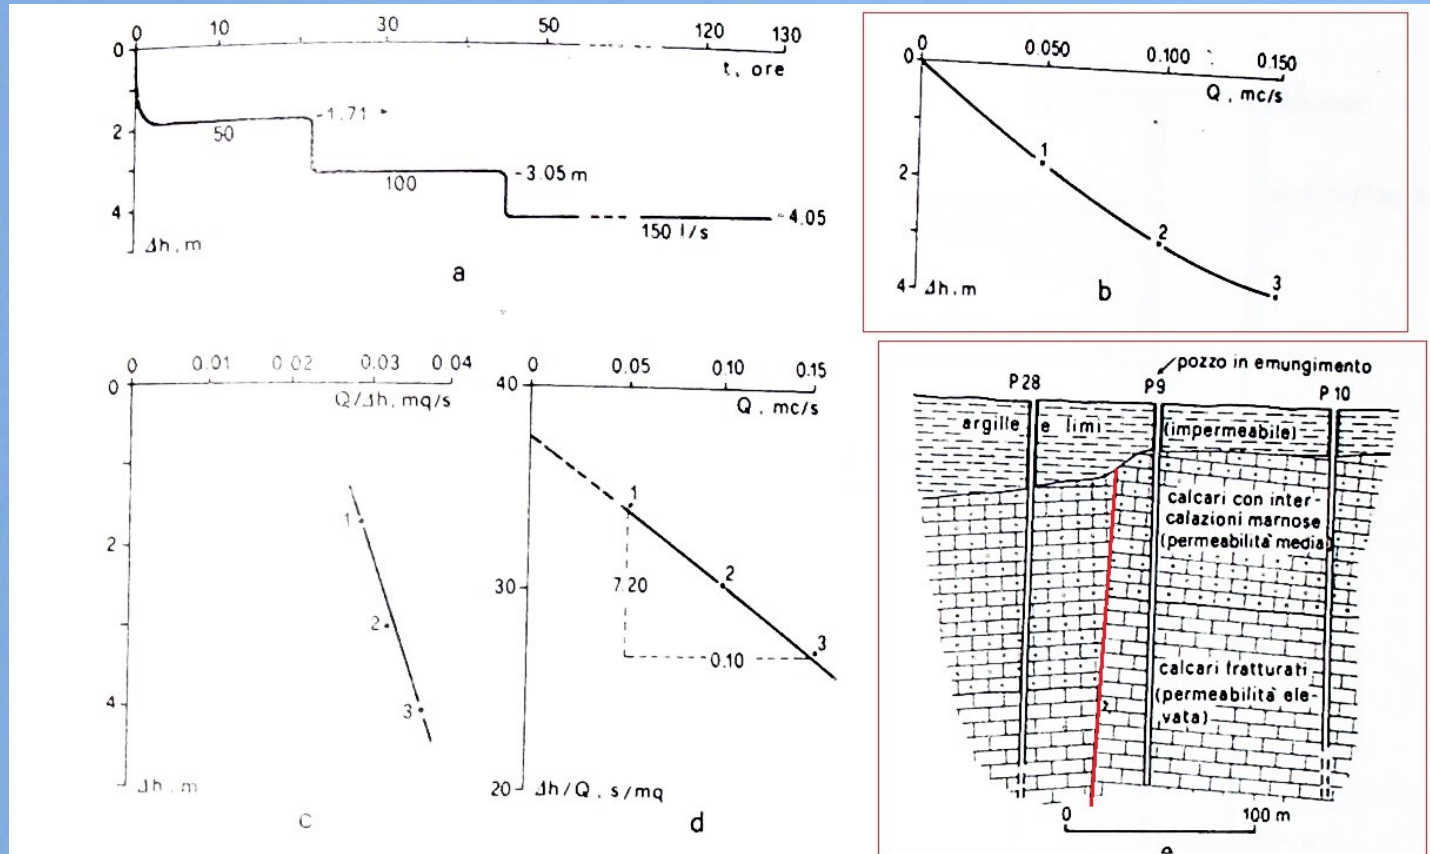 0 10 30 50 120 130
0
t, ore
-1.71
2
50
-3.05 m
100
4
-4.05
150 l/s
Δh, m
a
0 0.050 0.100 0.150
0
Q, mc/s
1
2
2
3
4
Δh, m
b
0 0.01 0.02 0.03 0.04
0
Q/Δh, mq/s
1
2
2
3
4
Δh, m
c
0 0.05 0.10 0.15
40
Q, mc/s
1
2
30
7.20
3
0.10
20
Δh/Q, s/mq
d
pozzo in emungimento
P 28 P9 P 10
argille e limi (impermeabile)
calcari con inter-
calazioni marnose
(permeabilità media)
calcari fratturati
(permeabilità ele-
vata)
?
0 100 m